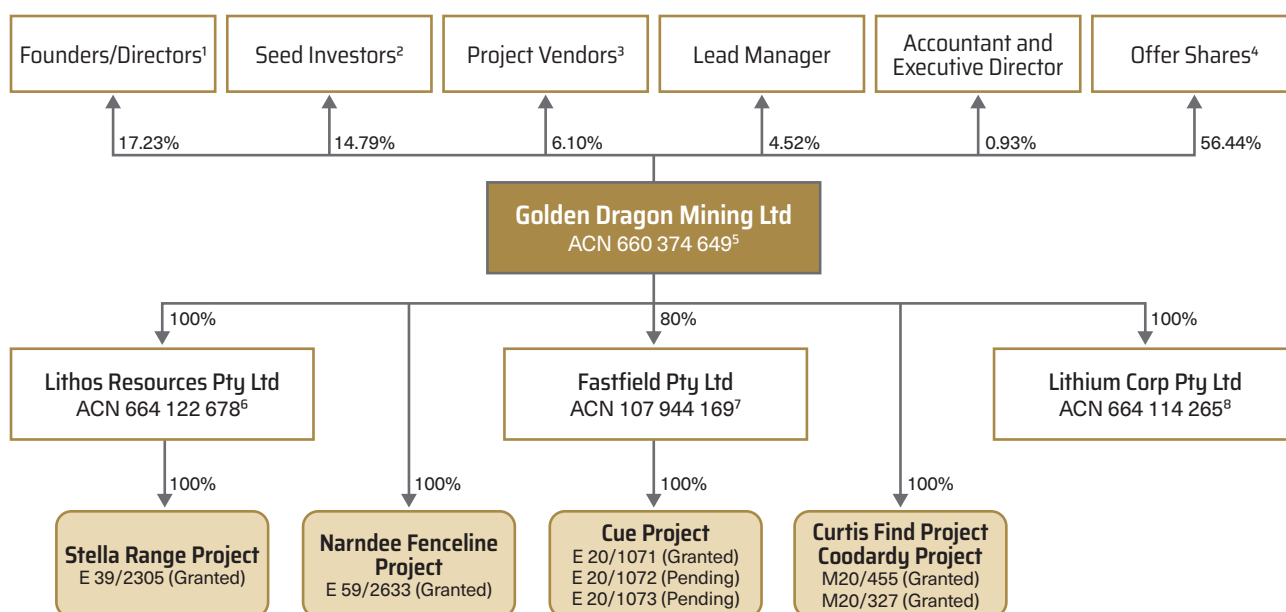 Founders/Directors¹
Seed Investors²
Project Vendors³
Lead Manager
Accountant and
Executive Director
Offer Shares⁴
17.23%
14.79%
6.10%
4.52%
0.93%
56.44%
Golden Dragon Mining Ltd
ACN 660 374 649⁵
100%
80%
100%
Lithos Resources Pty Ltd
ACN 664 122 678⁶
Fastfield Pty Ltd
ACN 107 944 169⁷
Lithium Corp Pty Ltd
ACN 664 114 265⁸
100%
100%
100%
100%
Stella Range Project
E 39/2305 (Granted)
Narndee Fenceline
Project
E 59/2633 (Granted)
Cue Project
E 20/1071 (Granted)
E 20/1072 (Pending)
E 20/1073 (Pending)
Curtis Find Project
Coodardy Project
M20/455 (Granted)
M20/327 (Granted)